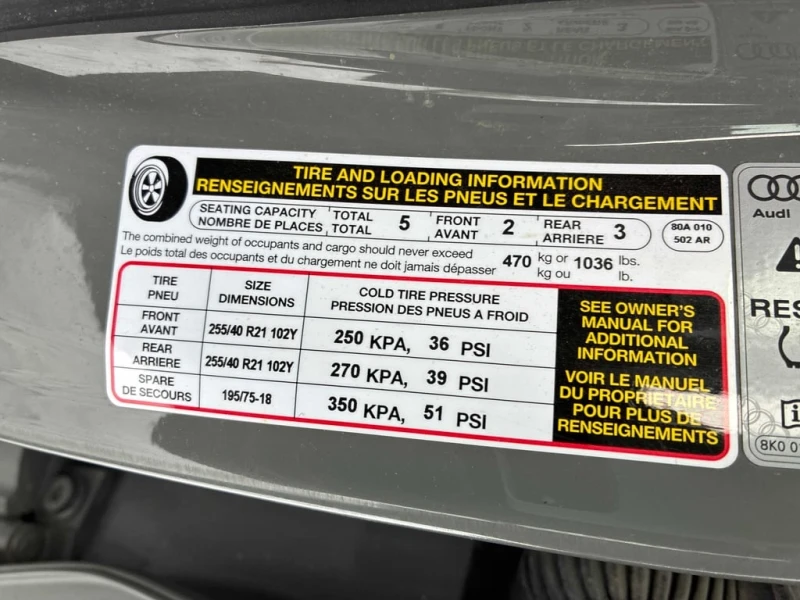 TIRE AND LOADING INFORMATION
RENSEIGNEMENTS SUR LES PNEUS ET LE CHARGEMENT
SEATING CAPACITY TOTAL 5 FRONT 2 REAR 3
NOMBRE DE PLACES TOTAL AVANT ARRIERE
80A 010
502 AR
The combined weight of occupants and cargo should never exceed 470 kg or 1036 lbs.
Le poids total des occupants et du chargement ne doit jamais dépasser kg ou lb.
TIRE SIZE COLD TIRE PRESSURE
PNEU DIMENSIONS PRESSION DES PNEUS A FROID
FRONT
AVANT 255/40 R21 102Y 250 KPA, 36 PSI
REAR
ARRIERE 255/40 R21 102Y 270 KPA, 39 PSI
SPARE
DE SECOURS 195/75-18 350 KPA, 51 PSI
SEE OWNER'S
MANUAL FOR
ADDITIONAL
INFORMATION
VOIR LE MANUEL
DU PROPRIÉTAIRE
POUR PLUS DE
RENSEIGNEMENTS
Audi
RES
8K0 0